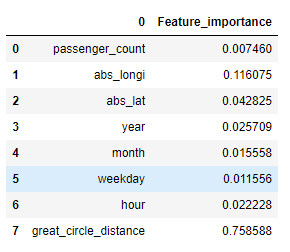 0 Feature_importance
0 passenger_count 0.007460
1 abs_longi 0.116075
2 abs_lat 0.042825
3 year 0.025709
4 month 0.015558
5 weekday 0.011556
6 hour 0.022228
7 great_circle_distance 0.758588